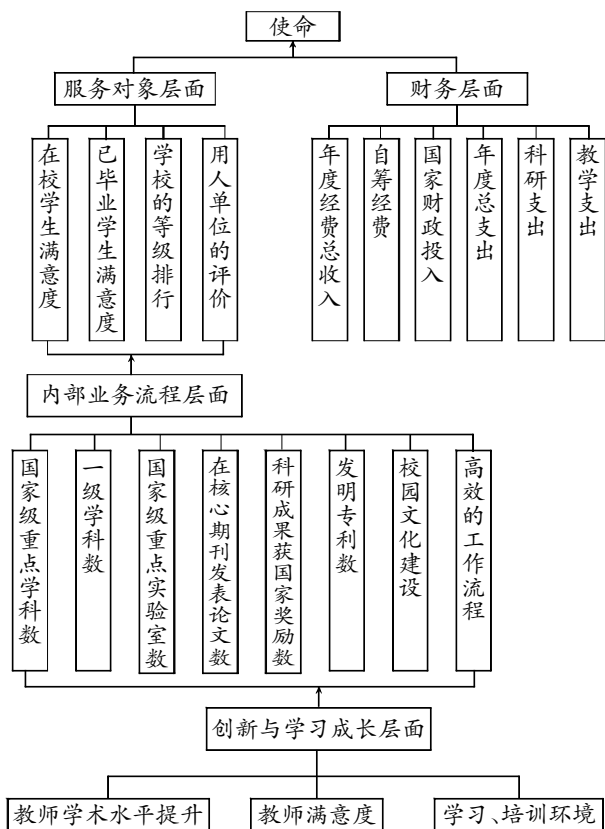 使命
服务对象层面
财务层面
在校学生满意度
已毕业学生满意度
学校的等级排行
用人单位的评价
年度经费总收入
自筹经费
国家财政投入
年度总支出
科研支出
教学支出
内部业务流程层面
国家级重点学科数
一级学科数
国家级重点实验室数
在核心期刊发表论文数
科研成果获国家奖励数
发明专利数
校园文化建设
高效的工作流程
创新与学习成长层面
教师学术水平提升
教师满意度
学习、培训环境